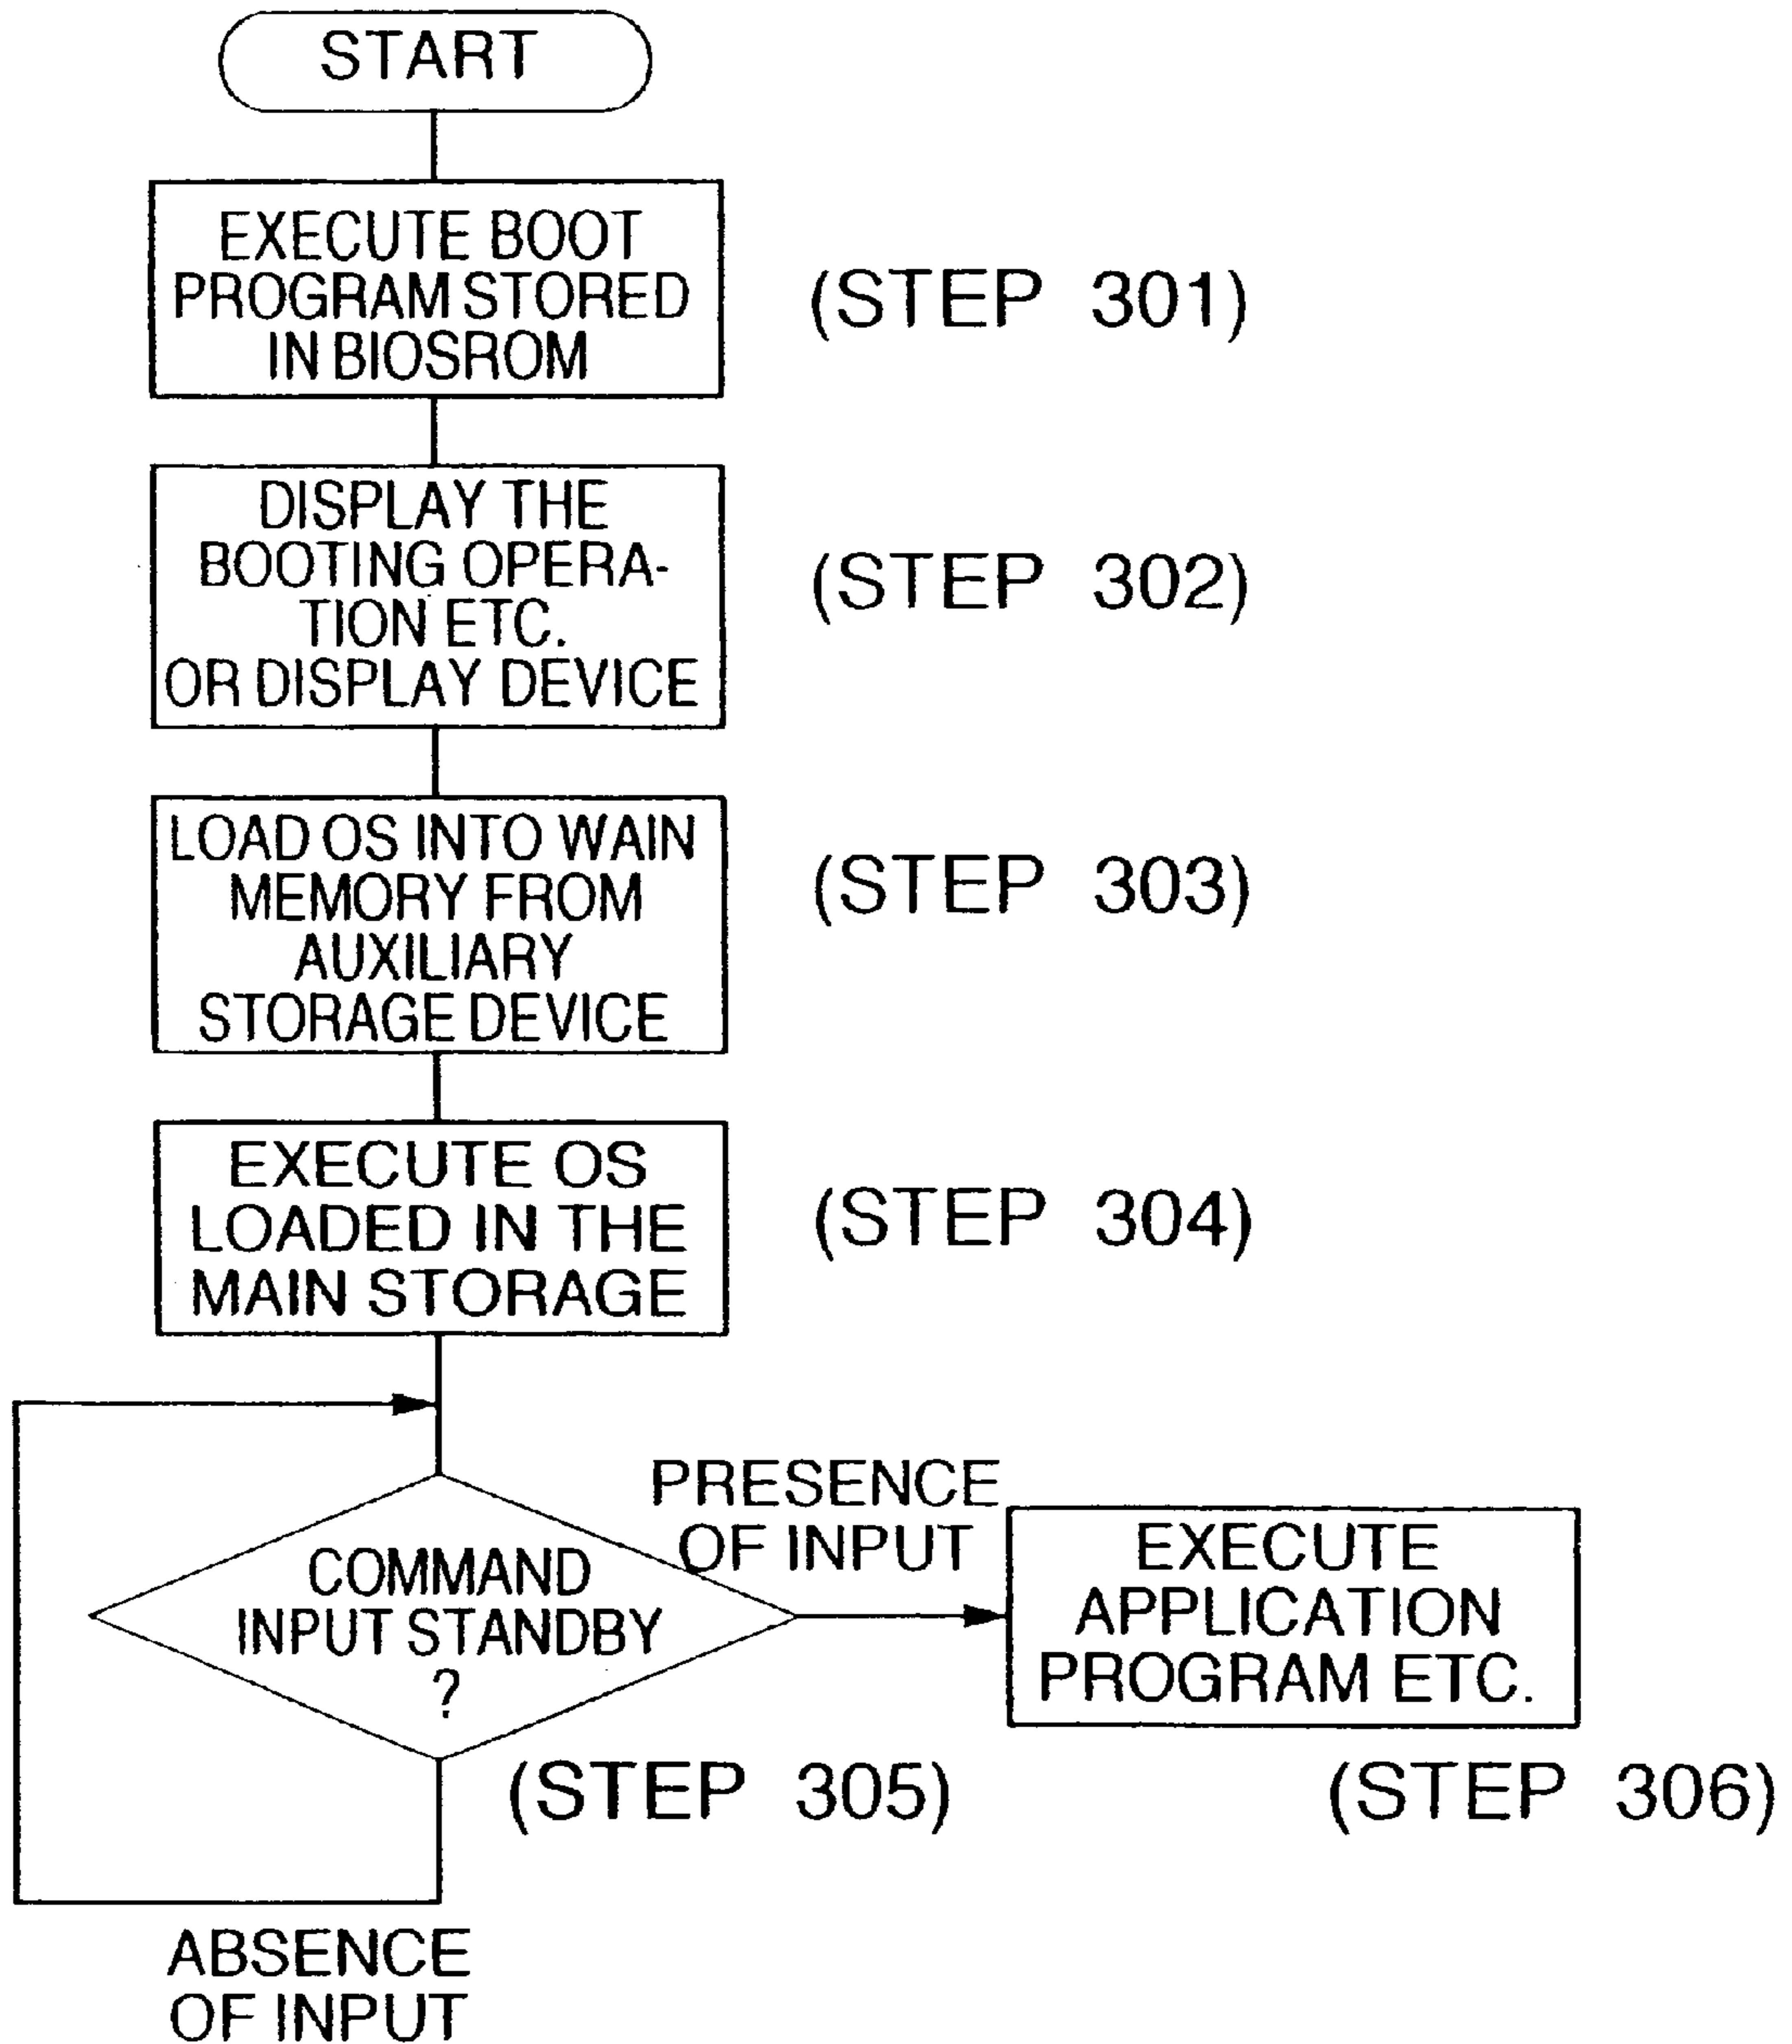 START
EXECUTE BOOT
PROGRAM STORED
IN BIOSROM
(STEP 301)
DISPLAY THE
BOOTING OPERA-
TION ETC.
OR DISPLAY DEVICE
(STEP 302)
LOAD OS INTO WAIN
MEMORY FROM
AUXILIARY
STORAGE DEVICE
(STEP 303)
EXECUTE OS
LOADED IN THE
MAIN STORAGE
(STEP 304)
COMMAND
INPUT STANDBY
?
(STEP 305)
PRESENCE
OF INPUT
EXECUTE
APPLICATION
PROGRAM ETC.
(STEP 306)
ABSENCE
OF INPUT